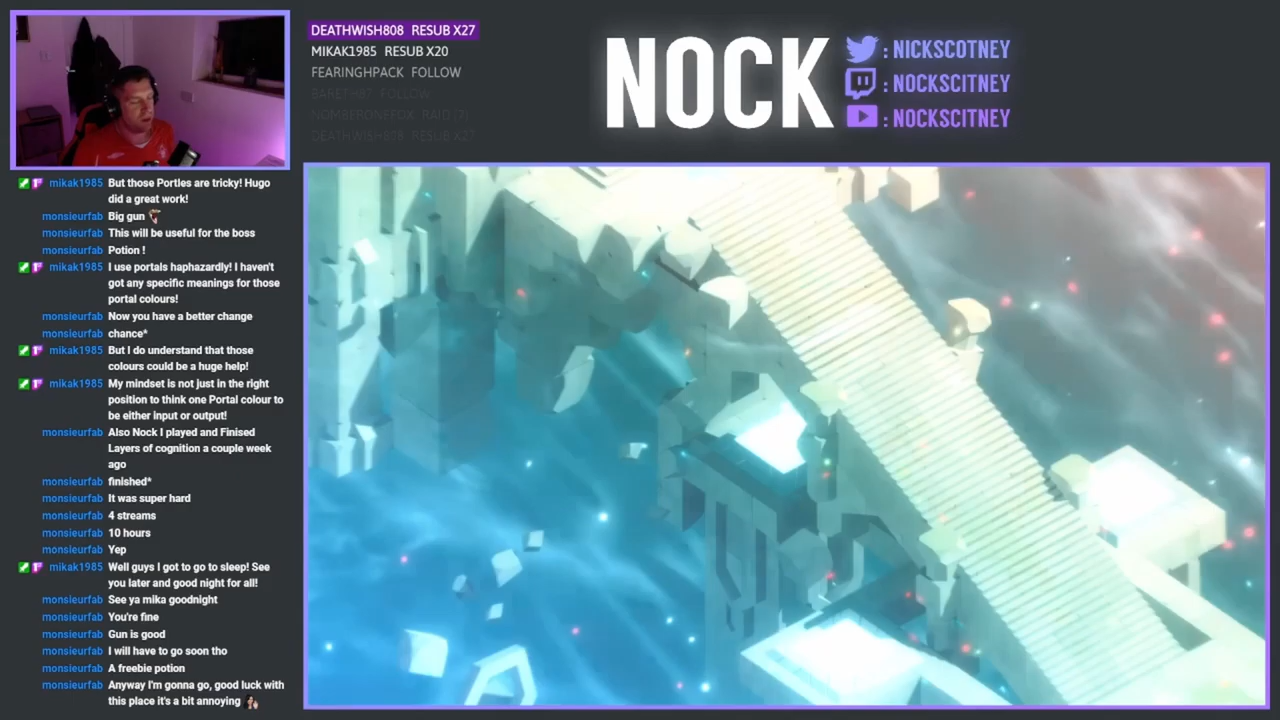 DEATHWISH808 RESUB X27
MIKAK1985 RESUB X20
FEARINGHPACK FOLLOW
BARETH87 FOLLOW
NOMBERONEFOX RAID (7)
DEATHWISH808 RESUB X27
NOCK
: NICKSCOTNEY
: NOCKSCITNEY
: NOCKSCITNEY
mikak1985 But those Portles are tricky! Hugo
did a great work!
monsieurfab Big gun
monsieurfab This will be useful for the boss
monsieurfab Potion !
mikak1985 I use portals haphazardly! I haven't
got any specific meanings for those
portal colours!
monsieurfab Now you have a better change
monsieurfab chance*
mikak1985 But I do understand that those
colours could be a huge help!
mikak1985 My mindset is not just in the right
position to think one Portal colour to
be either input or output!
monsieurfab Also Nock I played and Finised
Layers of cognition a couple week
ago
monsieurfab finished*
monsieurfab It was super hard
monsieurfab 4 streams
monsieurfab 10 hours
monsieurfab Yep
mikak1985 Well guys I got to go to sleep! See
you later and good night for all!
monsieurfab See ya mika goodnight
monsieurfab You're fine
monsieurfab Gun is good
monsieurfab I will have to go soon tho
monsieurfab A freebie potion
monsieurfab Anyway I'm gonna go, good luck with
this place it's a bit annoying